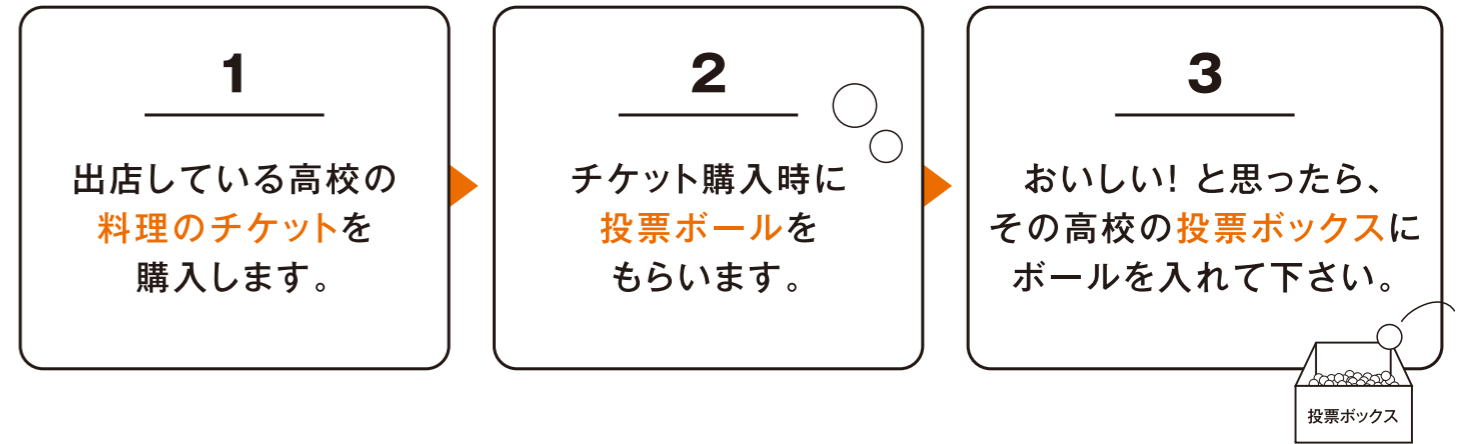 1
出店している高校の
料理のチケットを
購入します。
2
チケット購入時に
投票ボールを
もらいます。
3
おいしい! と思ったら、
その高校の投票ボックスに
ボールを入れて下さい。
投票ボックス